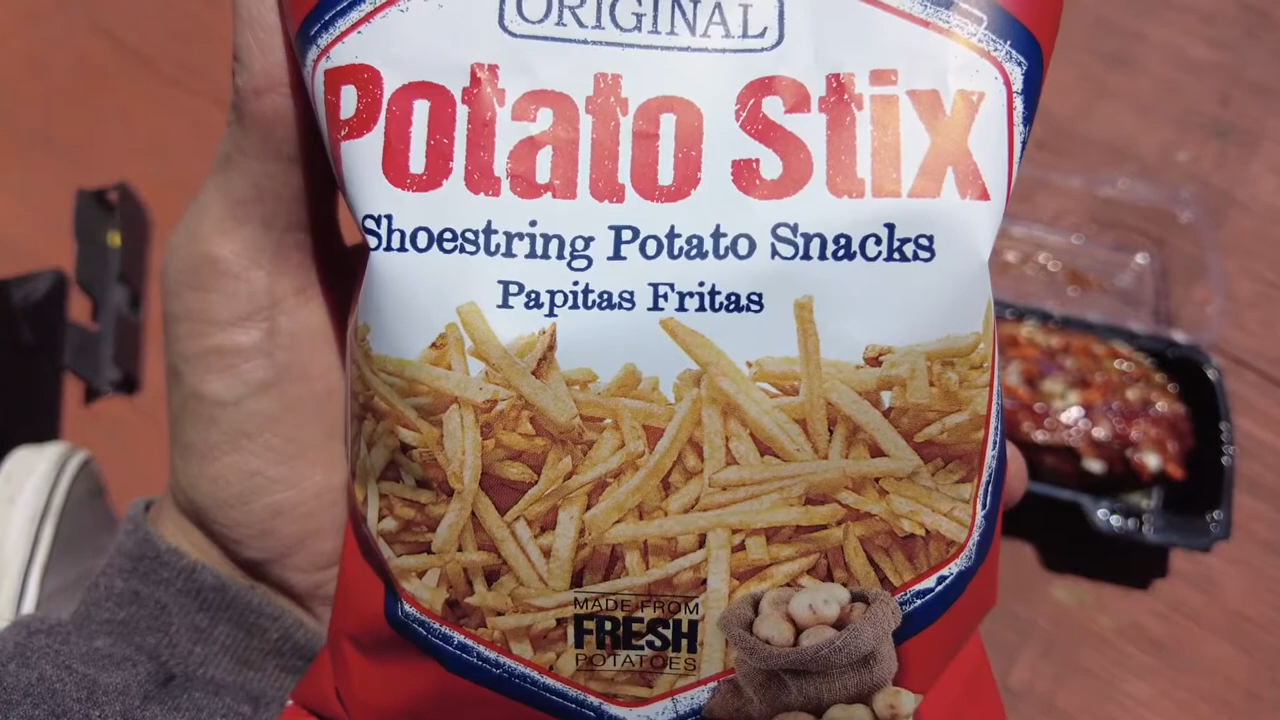 ORIGINAL
Potato Stix
Shoestring Potato Snacks
Papitas Fritas
MADE FROM
FRESH
POTATOES